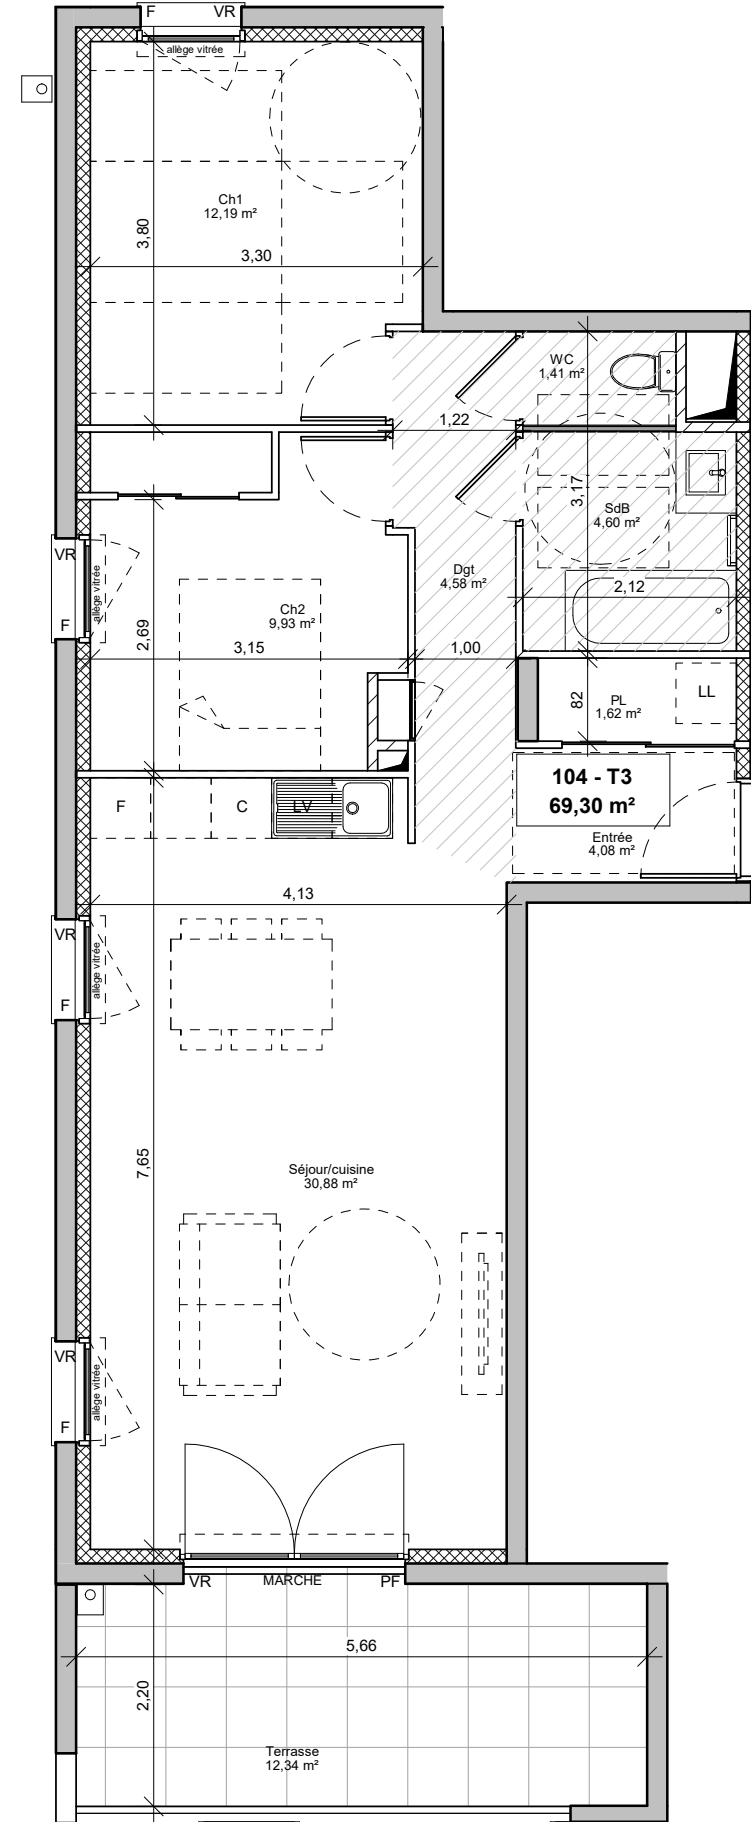 F VR
allège vitrée
Ch1
12,19 m²
3,80
3,30
WC
1,41 m²
1,22
3,17
SdB
4,60 m²
VR
allège vitrée
F
Dgt
4,58 m²
2,12
Ch2
9,93 m²
2,69
3,15
1,00
82
PL
1,62 m²
LL
104 - T3
69,30 m²
F
C
LV
Entrée
4,08 m²
4,13
VR
allège vitrée
F
7,65
Séjour/cuisine
30,88 m²
VR
allège vitrée
F
VR MARCHE PF
5,66
2,20
Terrasse
12,34 m²